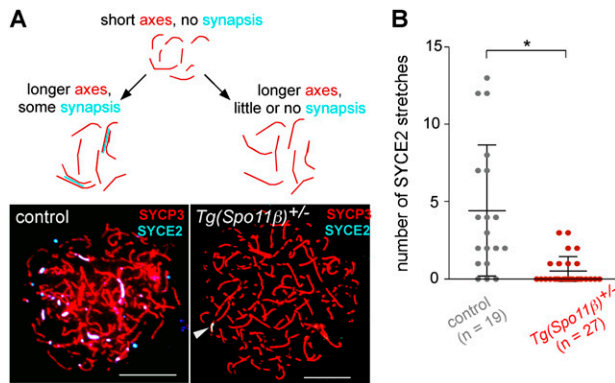 A
short axes, no synapsis
longer axes,
some synapsis
longer axes,
little or no synapsis
control
SYCP3
SYCE2
Tg(Spo11β)+/-
SYCP3
SYCE2
B
number of SYCE2 stretches
15
10
5
0
*
control
(n = 19)
Tg(Spo11β)+/-
(n = 27)